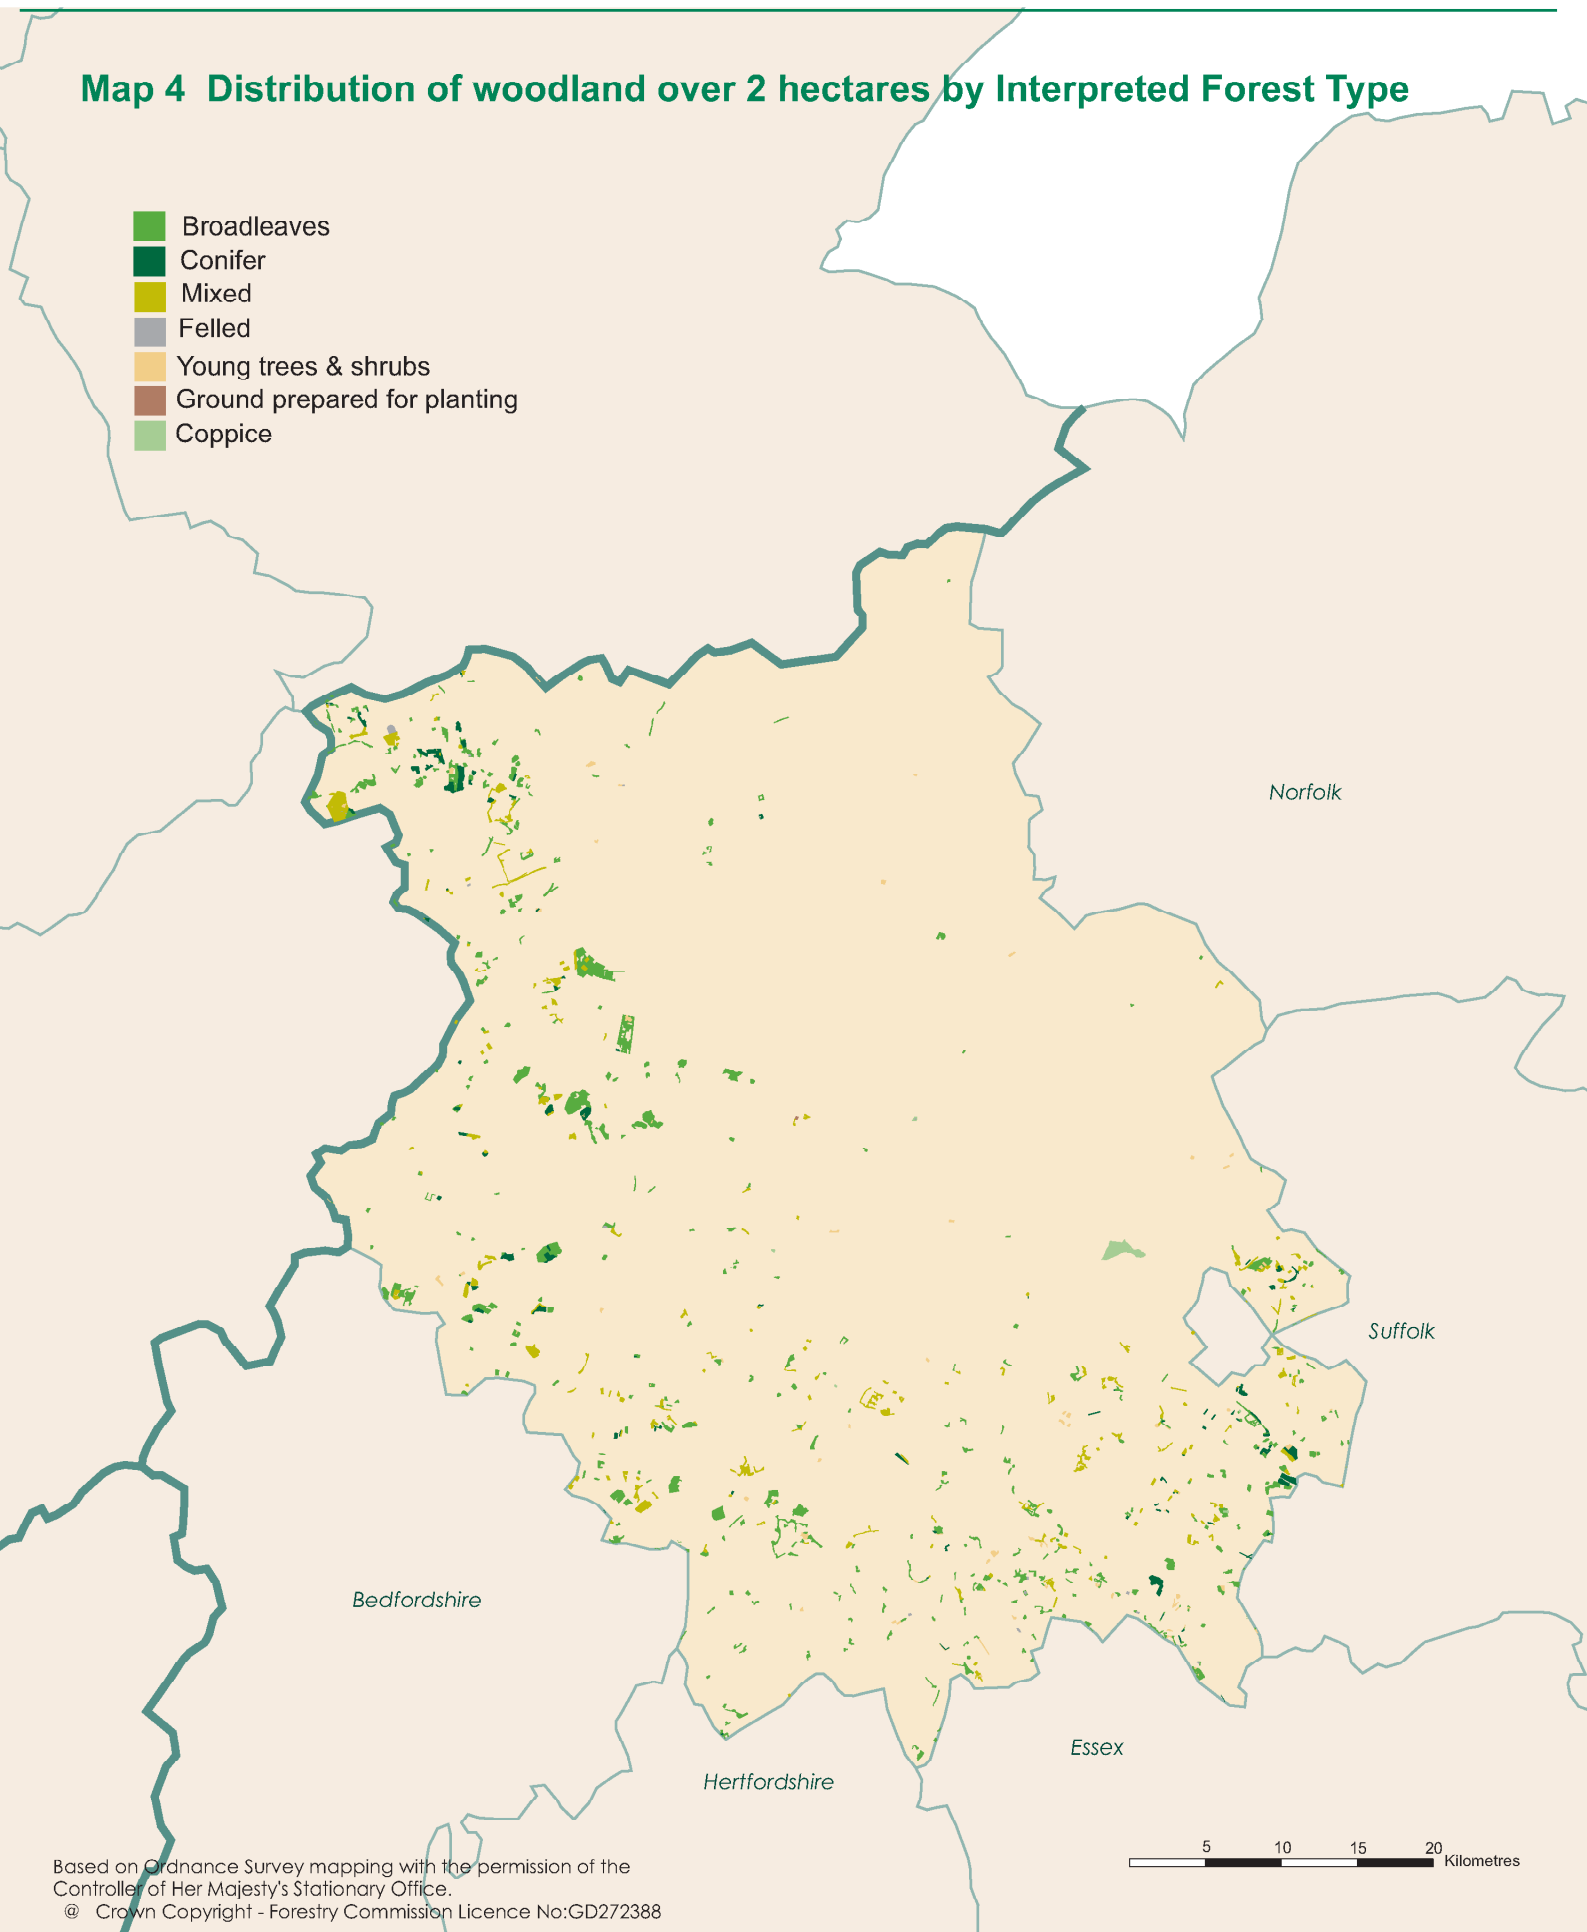 Map 4  Distribution of woodland over 2 hectares by Interpreted Forest Type
Broadleaves
Conifer
Mixed
Felled
Young trees & shrubs
Ground prepared for planting
Coppice
Norfolk
Suffolk
Bedfordshire
Essex
Hertfordshire
5 10 15 20
Kilometres
Based on Ordnance Survey mapping with the permission of the
Controller of Her Majesty's Stationary Office.
@ Crown Copyright - Forestry Commission Licence No:GD272388